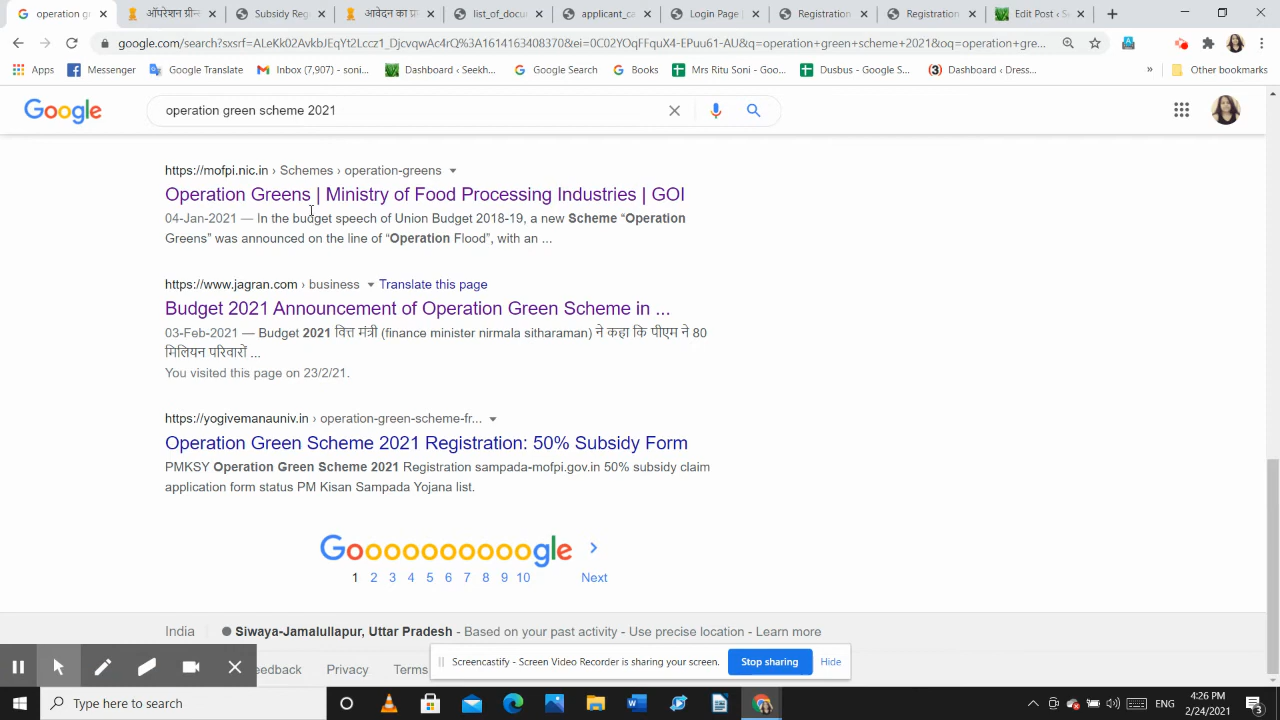 operation g
ऑपरेशन ग्रीन
Subsidy Reg
आवेदन का प्र
list_of_docu
applicant_ca
Login Page |
Registration
Registration
Edit Post ‹ Se
google.com/search?sxsrf=ALeKk02AvkbJEqYt2Lccz1_DjcvqwAc4rQ%3A1614163408370&ei=0C02YOqFFquX4-EPuu61-AU&q=operation+green+scheme+2021&oq=operation+gre...
Apps
Messenger
Google Translate
Inbox (7,907) - soni...
Dashboard ‹ Seekh...
Google Search
Books
Mrs Ritu Soni - Goo...
Dusbus - Google S...
Dashboard ‹ Dress...
»
Other bookmarks
Google
operation green scheme 2021
https://mofpi.nic.in › Schemes › operation-greens
Operation Greens | Ministry of Food Processing Industries | GOI
04-Jan-2021 — In the budget speech of Union Budget 2018-19, a new Scheme “Operation
Greens” was announced on the line of “Operation Flood”, with an ...
https://www.jagran.com › business Translate this page
Budget 2021 Announcement of Operation Green Scheme in ...
03-Feb-2021 — Budget 2021 वित्त मंत्री (finance minister nirmala sitharaman) ने कहा कि पीएम ने 80
मिलियन परिवारों ...
You visited this page on 23/2/21.
https://yogivemanauniv.in › operation-green-scheme-fr...
Operation Green Scheme 2021 Registration: 50% Subsidy Form
PMKSY Operation Green Scheme 2021 Registration sampada-mofpi.gov.in 50% subsidy claim
application form status PM Kisan Sampada Yojana list.
Goooooooooogle
1 2 3 4 5 6 7 8 9 10 Next
India Siwaya-Jamalullapur, Uttar Pradesh - Based on your past activity - Use precise location - Learn more
eedback Privacy Terms
Screencastify - Screen Video Recorder is sharing your screen. Stop sharing Hide
Type here to search
ENG
4:26 PM
2/24/2021
3